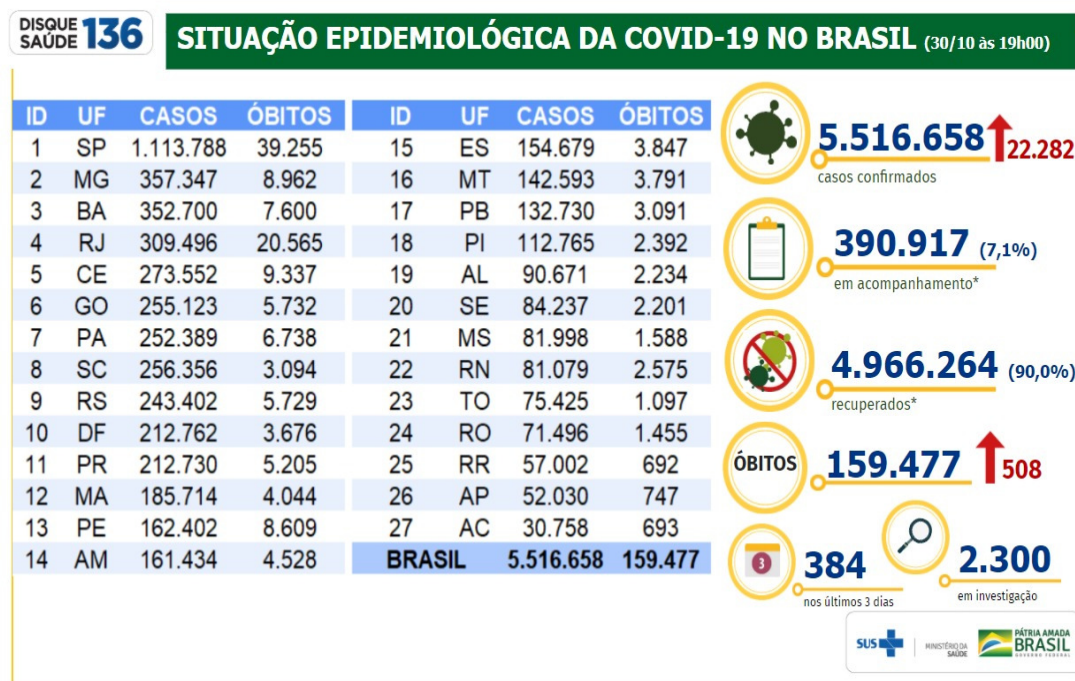 DISQUE
SAÚDE 136
SITUAÇÃO EPIDEMIOLÓGICA DA COVID-19 NO BRASIL (30/10 às 19h00)
ID UF CASOS ÓBITOS ID UF CASOS ÓBITOS
1 SP 1.113.788 39.255 15 ES 154.679 3.847
2 MG 357.347 8.962 16 MT 142.593 3.791
3 BA 352.700 7.600 17 PB 132.730 3.091
4 RJ 309.496 20.565 18 PI 112.765 2.392
5 CE 273.552 9.337 19 AL 90.671 2.234
6 GO 255.123 5.732 20 SE 84.237 2.201
7 PA 252.389 6.738 21 MS 81.998 1.588
8 SC 256.356 3.094 22 RN 81.079 2.575
9 RS 243.402 5.729 23 TO 75.425 1.097
10 DF 212.762 3.676 24 RO 71.496 1.455
11 PR 212.730 5.205 25 RR 57.002 692
12 MA 185.714 4.044 26 AP 52.030 747
13 PE 162.402 8.609 27 AC 30.758 693
14 AM 161.434 4.528 BRASIL 5.516.658 159.477
5.516.658 22.282
casos confirmados
390.917 (7,1%)
em acompanhamento*
4.966.264 (90,0%)
recuperados*
ÓBITOS 159.477 508
3 384
nos últimos 3 dias
2.300
em investigação
SUS
MINISTÉRIO DA
SAÚDE
PÁTRIA AMADA
BRASIL
GOVERNO FEDERAL